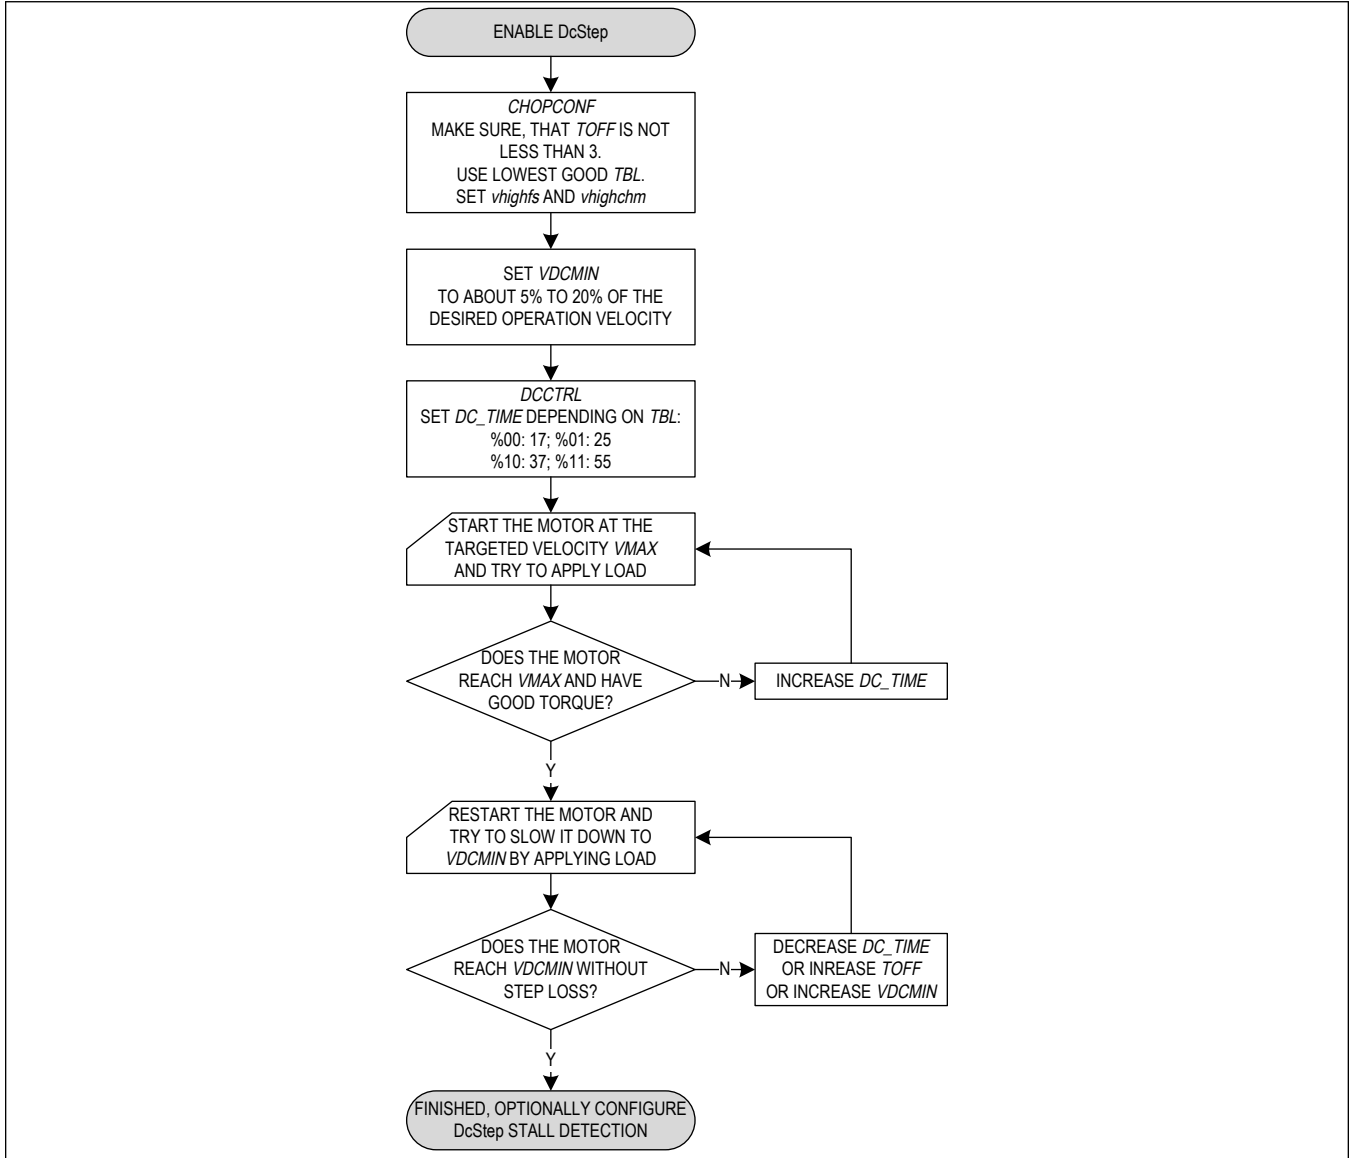 ENABLE DcStep
CHOPCONF
MAKE SURE, THAT TOFF IS NOT
LESS THAN 3.
USE LOWEST GOOD TBL.
SET vhighfs AND vhighchm
SET VDCMIN
TO ABOUT 5% TO 20% OF THE
DESIRED OPERATION VELOCITY
DCCTRL
SET DC_TIME DEPENDING ON TBL:
%00: 17; %01: 25
%10: 37; %11: 55
START THE MOTOR AT THE
TARGETED VELOCITY VMAX
AND TRY TO APPLY LOAD
DOES THE MOTOR
REACH VMAX AND HAVE
GOOD TORQUE?
N
INCREASE DC_TIME
Y
RESTART THE MOTOR AND
TRY TO SLOW IT DOWN TO
VDCMIN BY APPLYING LOAD
DOES THE MOTOR
REACH VDCMIN WITHOUT
STEP LOSS?
N
DECREASE DC_TIME
OR INREASE TOFF
OR INCREASE VDCMIN
Y
FINISHED, OPTIONALLY CONFIGURE
DcStep STALL DETECTION